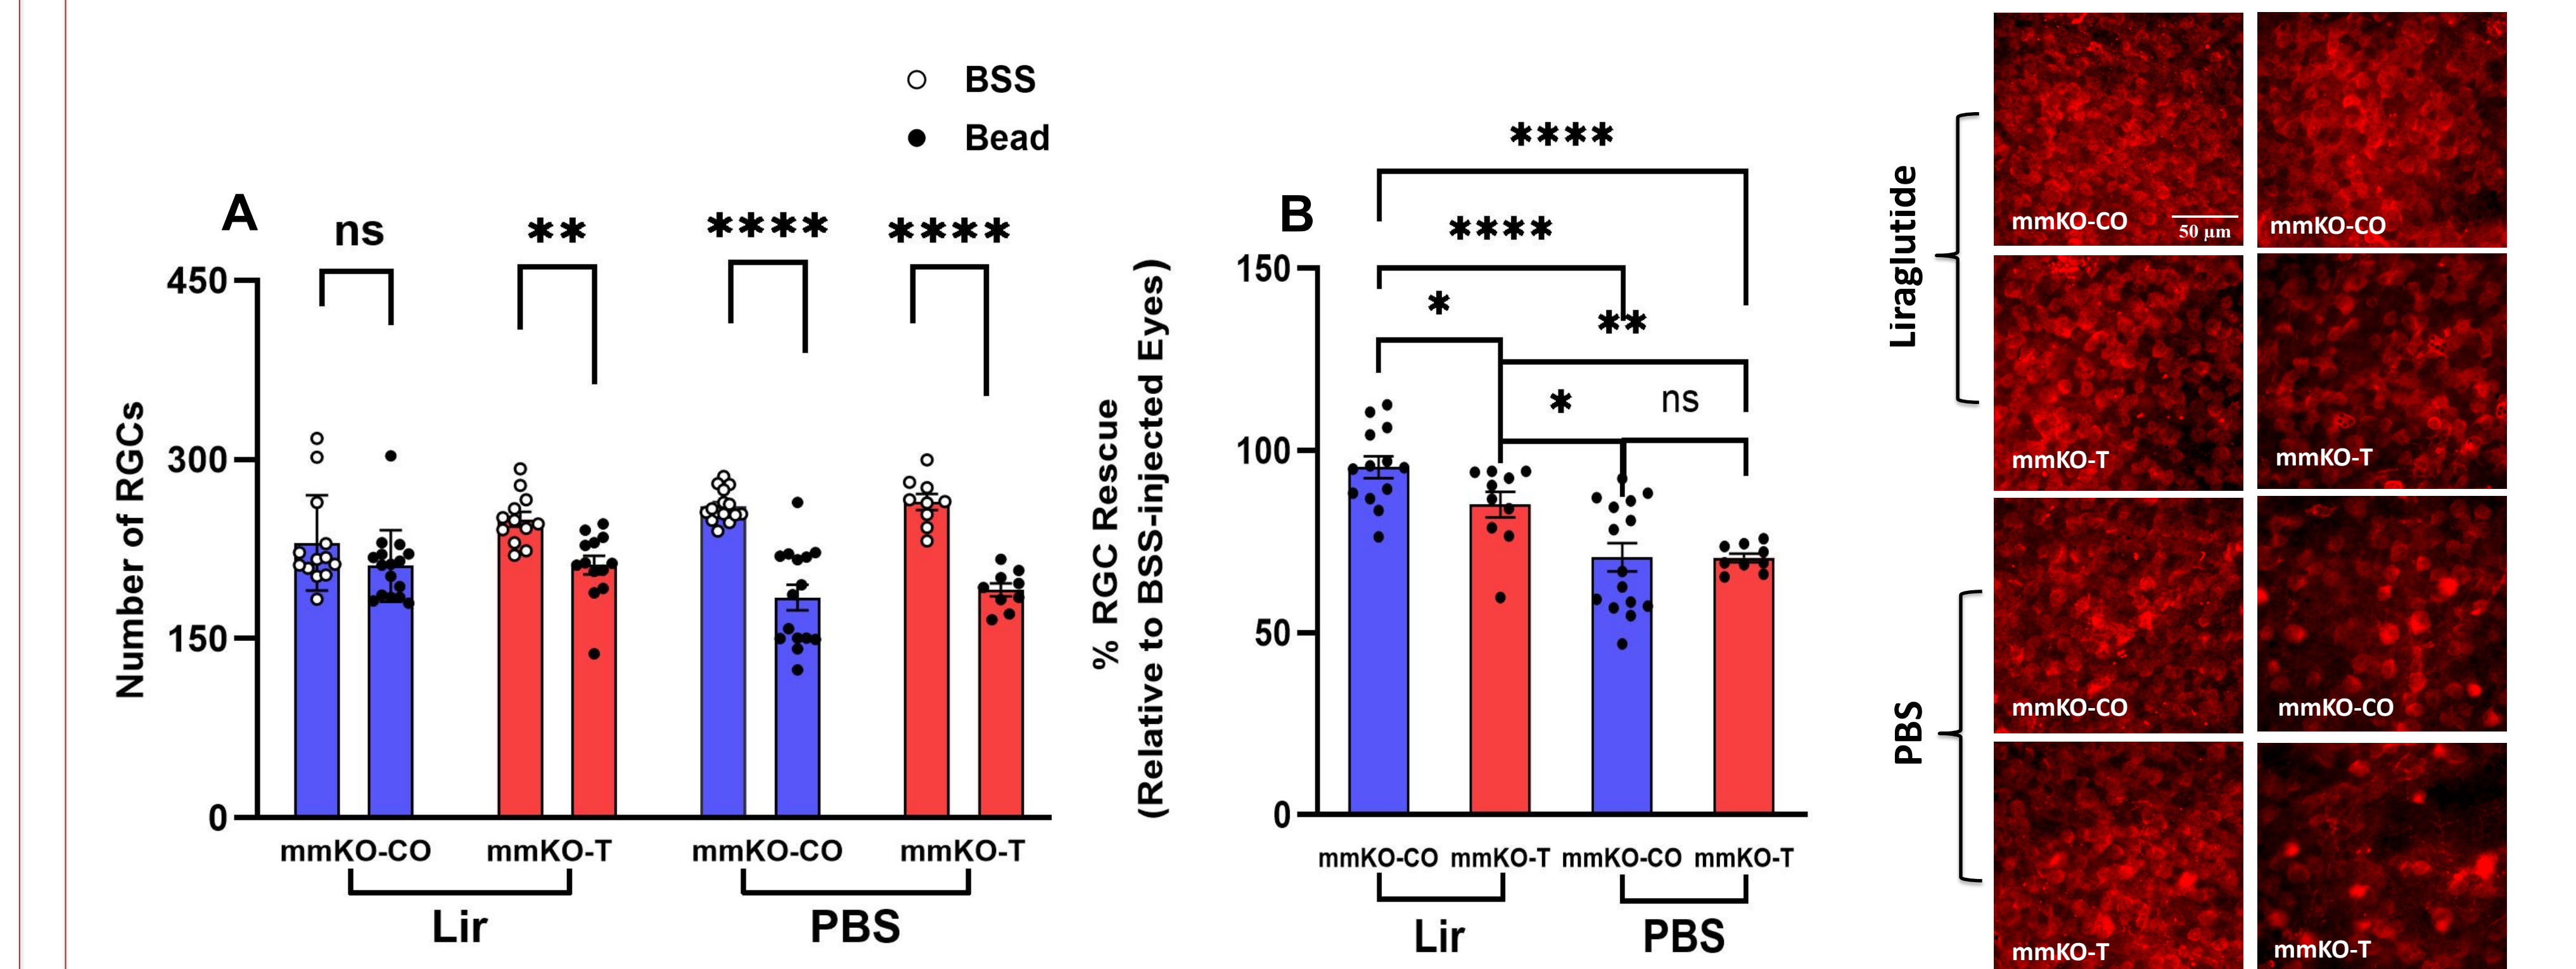 BSS
Bead
A
ns
**
****
****
450
300
150
0
Number of RGCs
mmKO-CO
mmKO-T
mmKO-CO
mmKO-T
Lir
PBS
B
****
****
*
**
*
ns
150
100
50
0
% RGC Rescue
(Relative to BSS-injected Eyes)
mmKO-CO
mmKO-T
mmKO-CO
mmKO-T
Lir
PBS
Liraglutide
PBS
mmKO-CO
50 µm
mmKO-CO
mmKO-T
mmKO-T
mmKO-CO
mmKO-CO
mmKO-T
mmKO-T